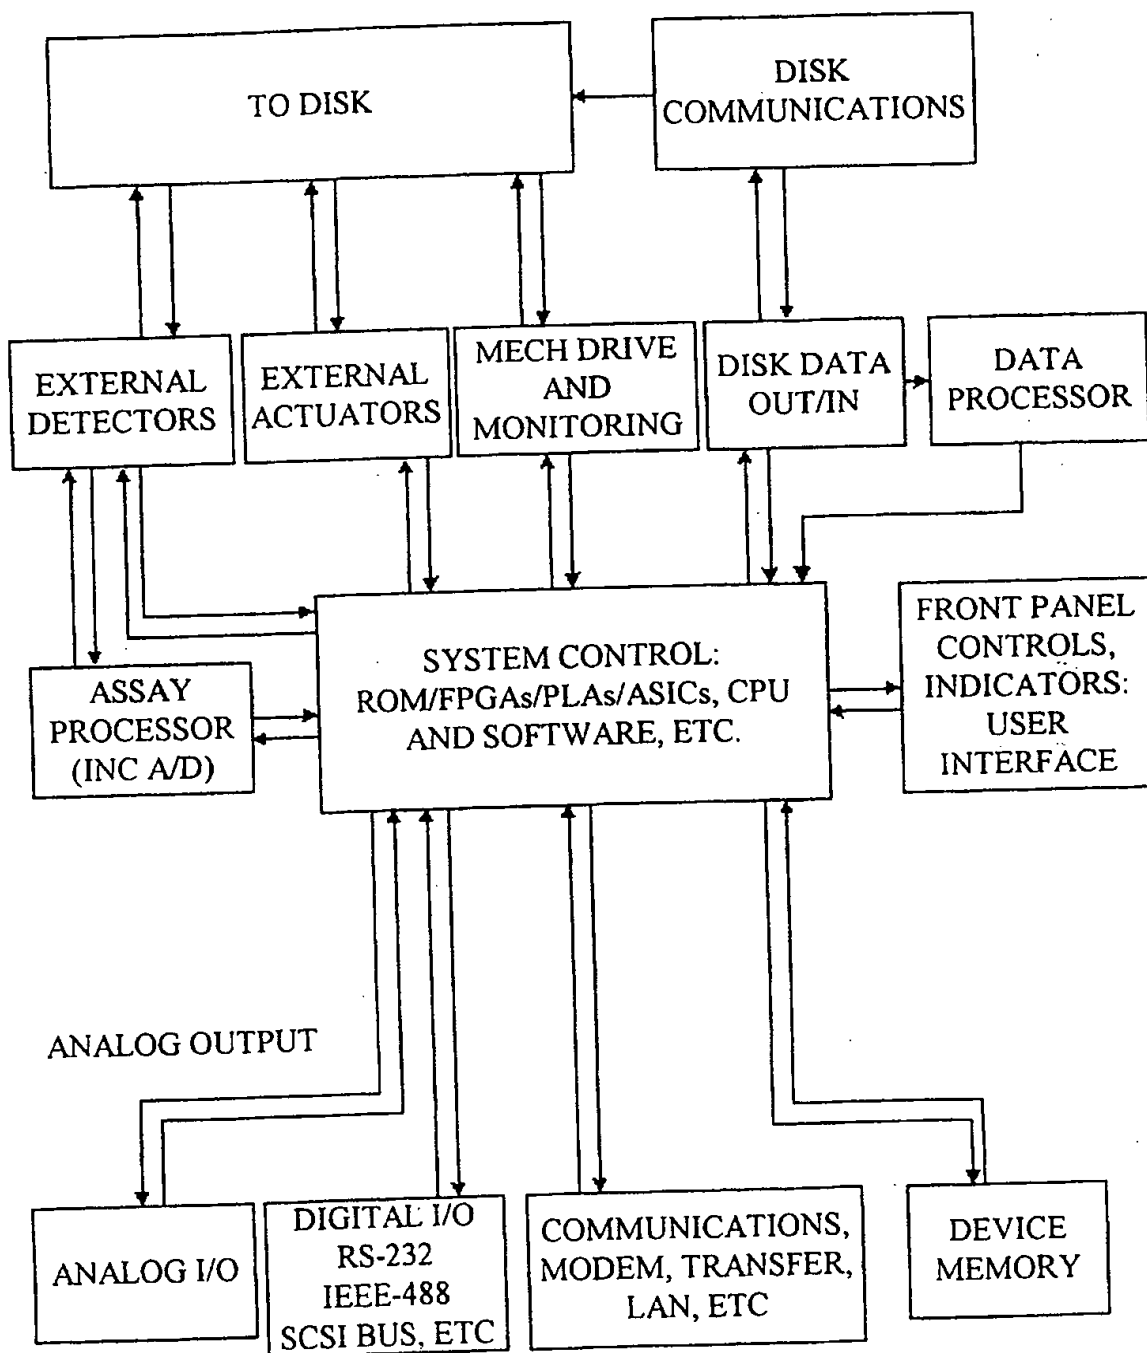 TO DISK
DISK
COMMUNICATIONS
EXTERNAL
DETECTORS
EXTERNAL
ACTUATORS
MECH DRIVE
AND
MONITORING
DISK DATA
OUT/IN
DATA
PROCESSOR
ASSAY
PROCESSOR
(INC A/D)
SYSTEM CONTROL:
ROM/FPGAs/PLAs/ASICs, CPU
AND SOFTWARE, ETC.
FRONT PANEL
CONTROLS,
INDICATORS:
USER
INTERFACE
ANALOG OUTPUT
ANALOG I/O
DIGITAL I/O
RS-232
IEEE-488
SCSI BUS, ETC
COMMUNICATIONS,
MODEM, TRANSFER,
LAN, ETC
DEVICE
MEMORY